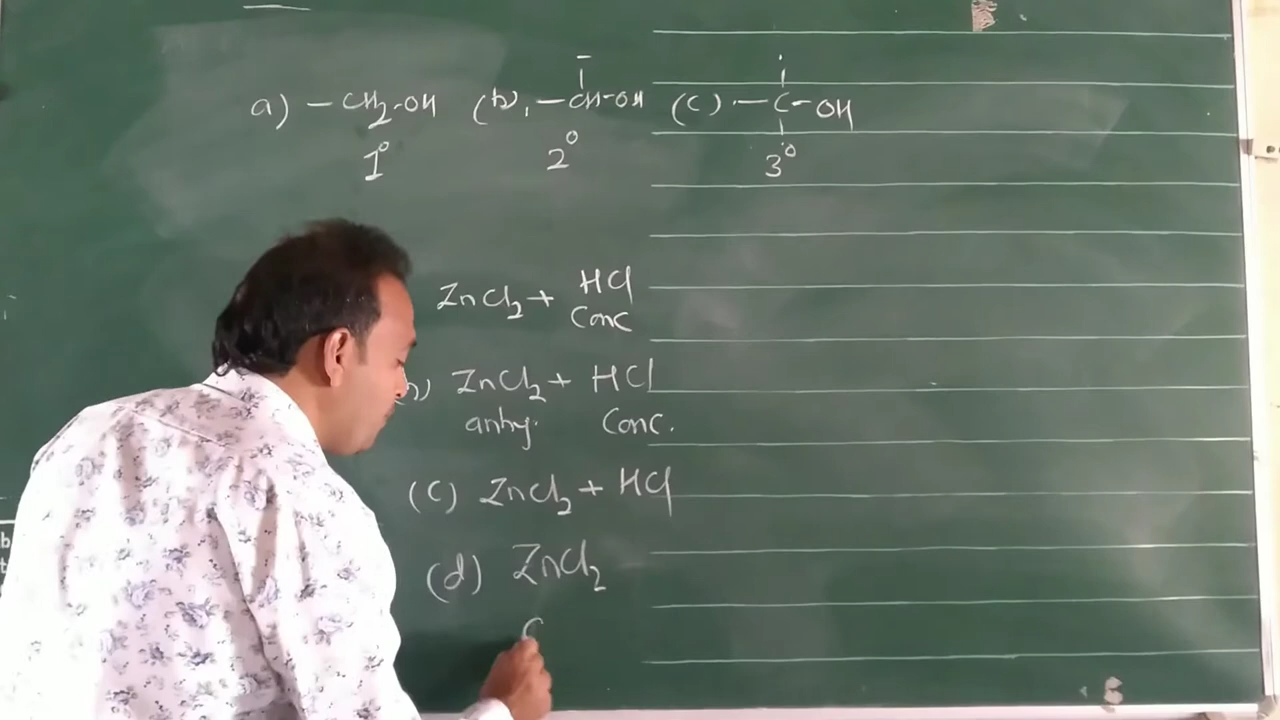 a) –CH₂–OH (b). –CH–OH (c). –C–OH
1° 2° 3°
ZnCl₂ + HCl
Conc
b) ZnCl₂ + HCl
anhy. Conc.
(C) ZnCl₂ + HCl
(d) ZnCl₂